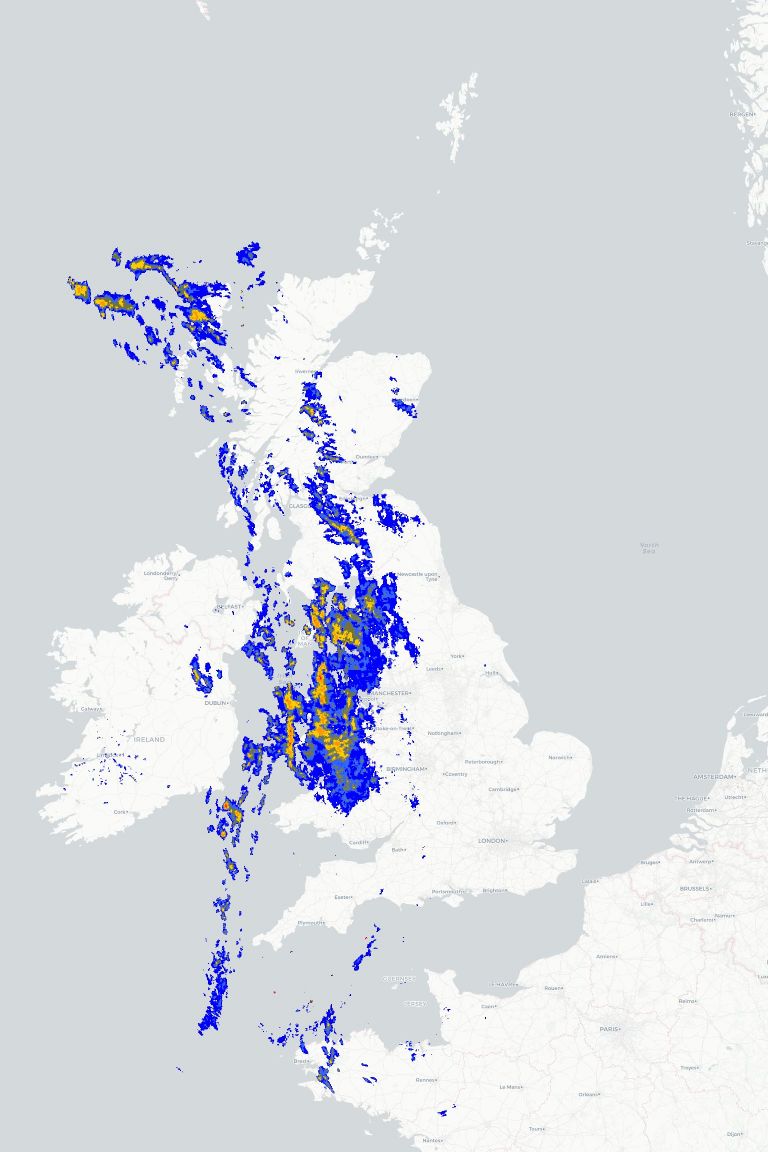 BERGEN
Stavanger
Inverness
Aberdeen
Dundee
GLASGOW
North
Sea
Londonderry/
Derry
Newcastle upon
Tyne
BELFAST
York
Leeds
Hull
MANCHESTER
DUBLIN
Galway
Stoke-on-Trent
Nottingham
IRELAND
Limerick
Norwich
Peterborough
BIRMINGHAM
Coventry
AMSTERDAM
Cambridge
THE HAGUE
Utrecht
Rotterdam
Cork
Oxford
Cardiff
LONDON
Bath
Bruges
Antwerp
Calais
BRUSSELS
Exeter
Portsmouth
Brighton
Lille
Plymouth
Charleroi
Namur
Amiens
GUERNSEY
LE HAVRE
Rouen
Reims
JERSEY
Caen
PARIS
Brest
Troyes
Rennes
Le Mans
Orléans
Tours
Dijon
Nantes